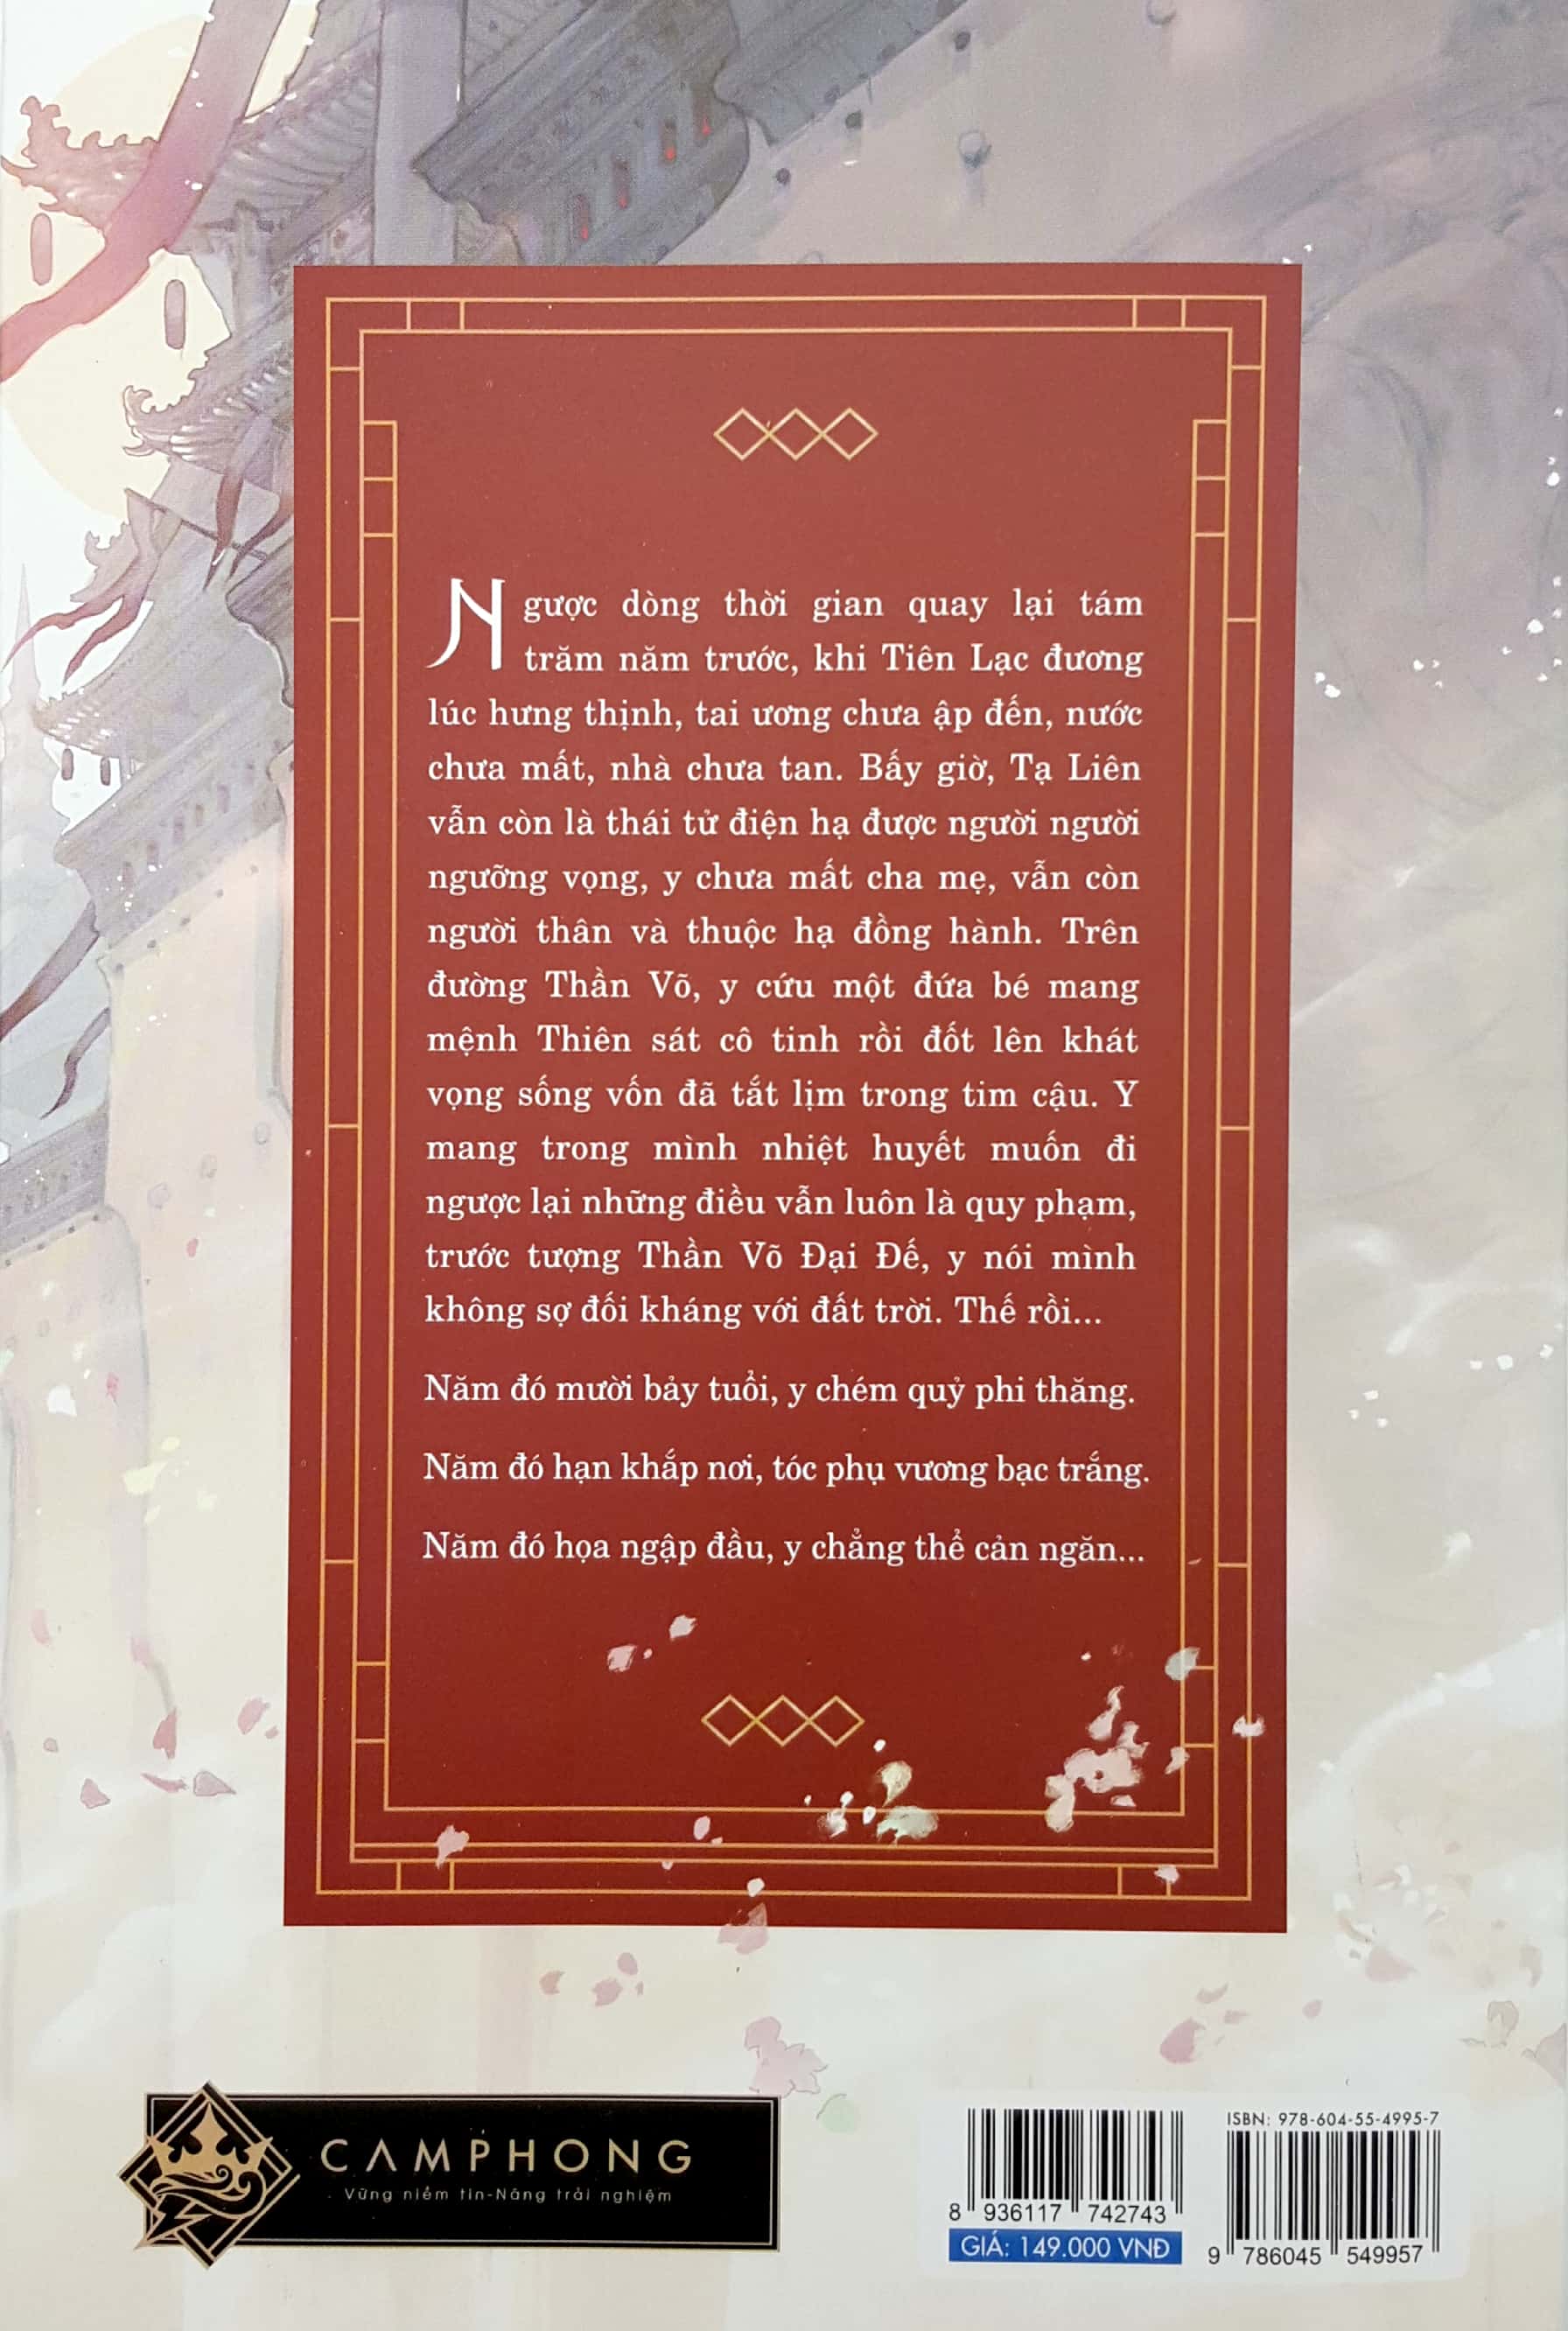 Ngược dòng thời gian quay lại tám
trăm năm trước, khi Tiên Lạc đương
lúc hưng thịnh, tai ương chưa ập đến, nước
chưa mất, nhà chưa tan. Bấy giờ, Tạ Liên
vẫn còn là thái tử điện hạ được người người
ngưỡng vọng, y chưa mất cha mẹ, vẫn còn
người thân và thuộc hạ đồng hành. Trên
đường Thần Võ, y cứu một đứa bé mang
mệnh Thiên sát cô tinh rồi đốt lên khát
vọng sống vốn đã tắt lịm trong tim cậu. Y
mang trong mình nhiệt huyết muốn đi
ngược lại những điều vẫn luôn là quy phạm,
trước tượng Thần Võ Đại Đế, y nói mình
không sợ đối kháng với đất trời. Thế rồi...
Năm đó mười bảy tuổi, y chém quỷ phi thăng.
Năm đó hạn khắp nơi, tóc phụ vương bạc trắng.
Năm đó họa ngập đầu, y chẳng thể cản ngăn...
CAMPHONG
Vững niềm tin-Nâng trải nghiệm
8 936117 742743
GIÁ: 149.000 VNĐ
ISBN: 978-604-55-4995-7
9 786045 549957